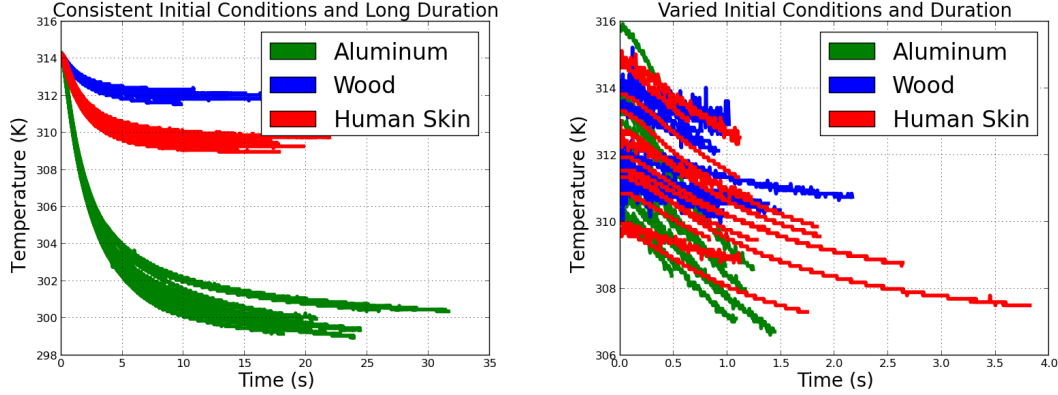 Consistent Initial Conditions and Long Duration
316
314
312
310
308
306
304
302
300
298
Temperature (K)
Aluminum
Wood
Human Skin
0
5
10
15
20
25
30
35
Time (s)
Varied Initial Conditions and Duration
316
314
312
310
308
306
Temperature (K)
Aluminum
Wood
Human Skin
0.0
0.5
1.0
1.5
2.0
2.5
3.0
3.5
4.0
Time (s)